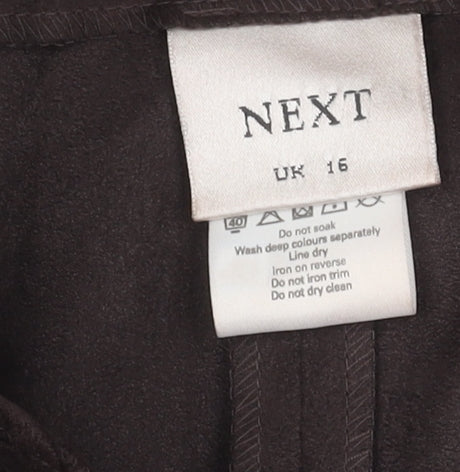 NEXT
UK 16
40
Do not soak
Wash deep colours separately
Line dry
Iron on reverse
Do not iron trim
Do not dry clean